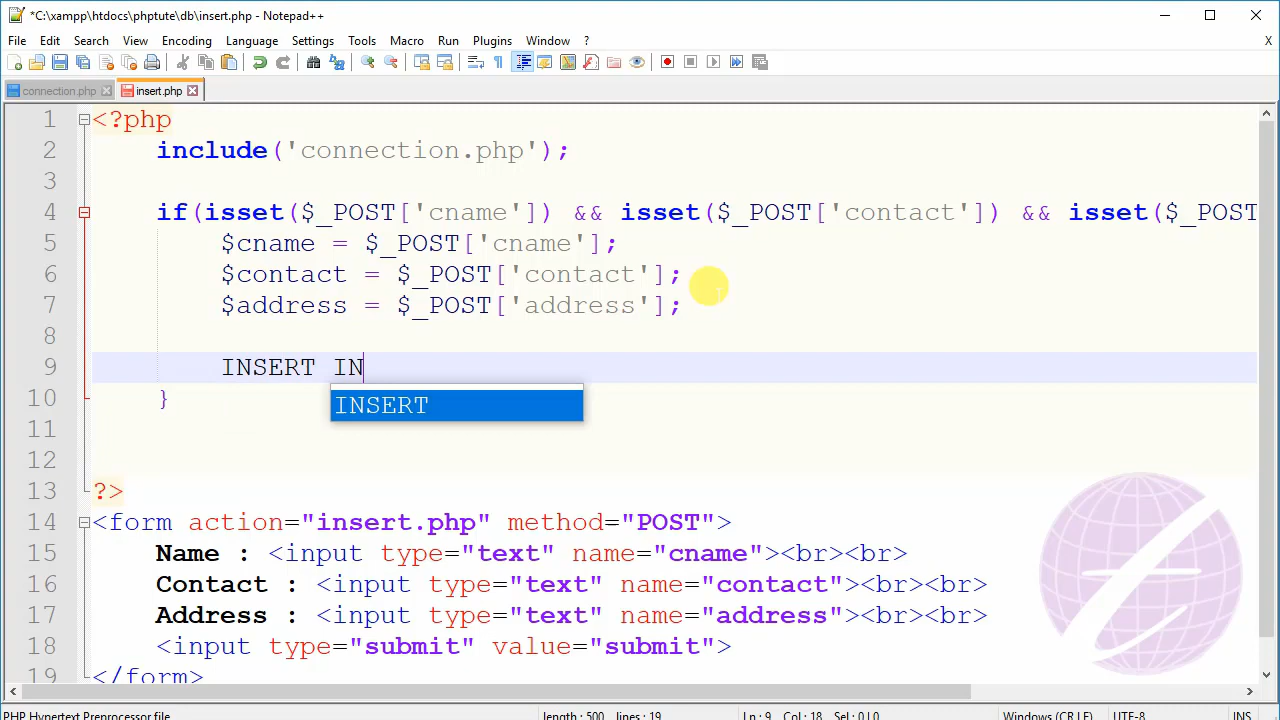 *C:\xampp\htdocs\phptute\db\insert.php - Notepad++
File Edit Search View Encoding Language Settings Tools Macro Run Plugins Window ? X
connection.php insert.php
1 <?php
2 include('connection.php');
3
4 if(isset($_POST['cname']) && isset($_POST['contact']) && isset($_POST
5 $cname = $_POST['cname'];
6 $contact = $_POST['contact'];
7 $address = $_POST['address'];
8
9 INSERT IN
10 }
INSERT
11
12
13 ?>
14 <form action="insert.php" method="POST">
15 Name : <input type="text" name="cname"><br><br>
16 Contact : <input type="text" name="contact"><br><br>
17 Address : <input type="text" name="address"><br><br>
18 <input type="submit" value="submit">
19 </form>
PHP Hypertext Preprocessor file length : 500 lines : 19 Ln : 9 Col : 18 Sel : 0 | 0 Windows (CR LF) UTF-8 INS